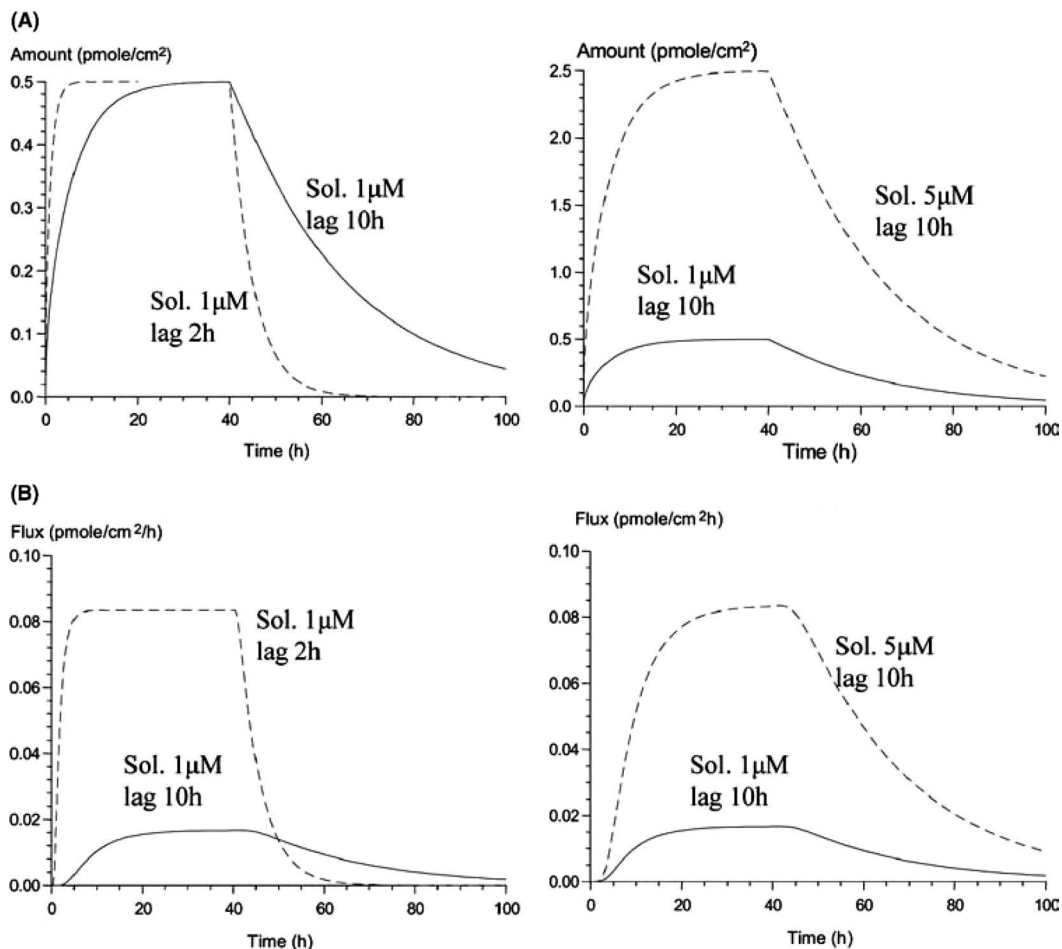 (A)
Amount (pmole/cm²)
0.5
0.4
0.3
0.2
0.1
0.0
0 20 40 60 80 100
Time (h)
Sol. 1μM
lag 10h
Sol. 1μM
lag 2h
Amount (pmole/cm²)
2.5
2.0
1.5
1.0
0.5
0.0
0 20 40 60 80 100
Time (h)
Sol. 5μM
lag 10h
Sol. 1μM
lag 10h
(B)
Flux (pmole/cm²/h)
0.10
0.08
0.06
0.04
0.02
0.00
0 20 40 60 80 100
Time (h)
Sol. 1μM
lag 2h
Sol. 1μM
lag 10h
Flux (pmole/cm²h)
0.10
0.08
0.06
0.04
0.02
0.00
0 20 40 60 80 100
Time (h)
Sol. 5μM
lag 10h
Sol. 1μM
lag 10h